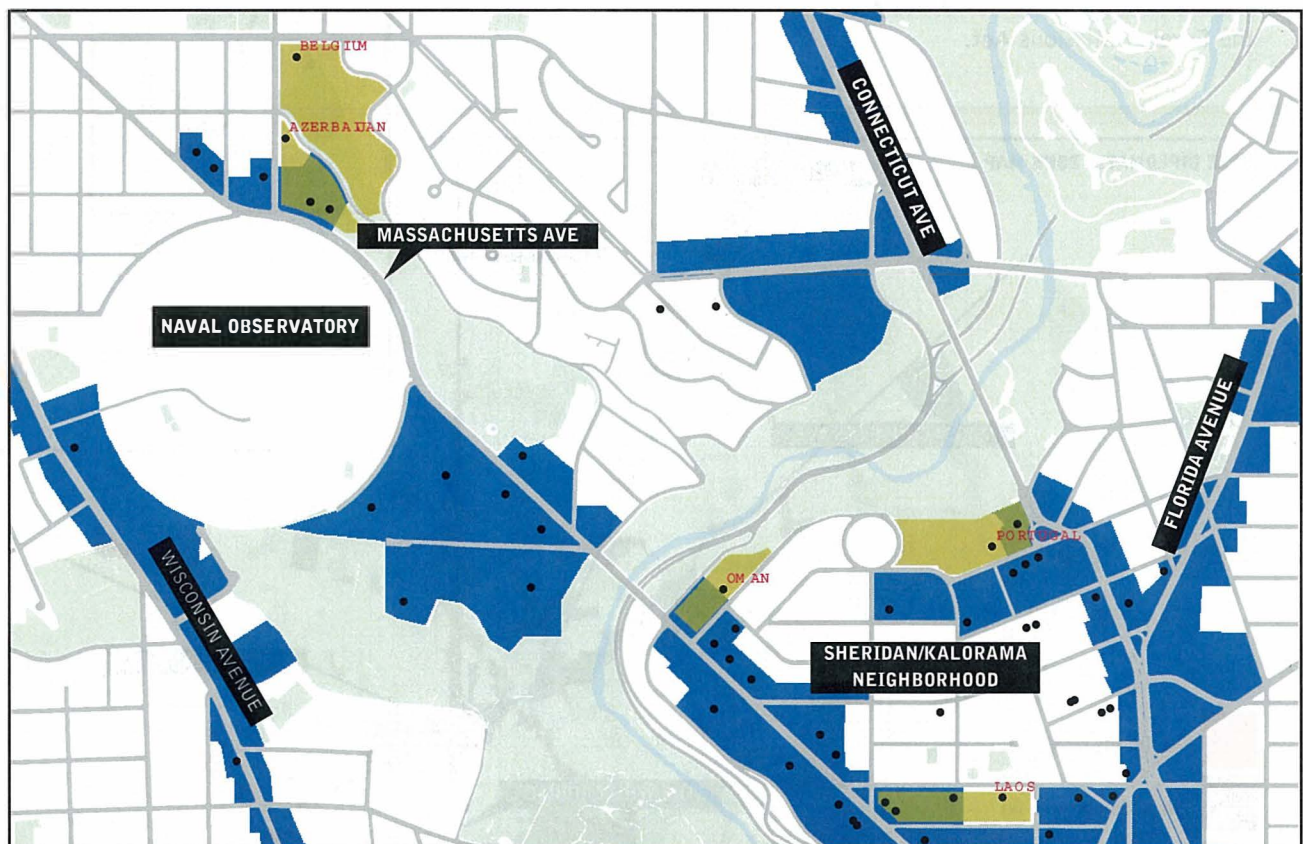 BELGIUM
AZERBAIJAN
CONNECTICUT AVE
MASSACHUSETTS AVE
NAVAL OBSERVATORY
FLORIDA AVENUE
PORTUGAL
WISCONSIN AVENUE
OMAN
SHERIDAN/KALORAMA
NEIGHBORHOOD
LAOS